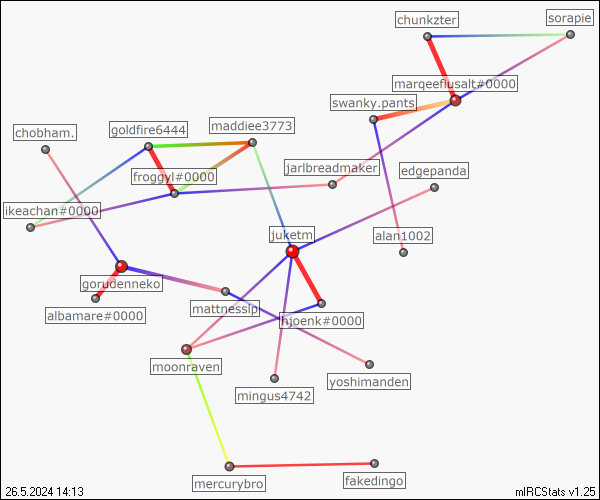 chunkzter
sorapie
marqeeflusalt#0000
swanky.pants
maddiee3773
goldfire6444
chobham.
jarlbreadmaker
edgepanda
froggyl#0000
ikeachan#0000
juketm
alan1002
gorudenneko
mattnesslp
albamare#0000
hjoenk#0000
moonraven
yoshimanden
mingus4742
mercurybro
fakedingo
26.5.2024 14:13
mIRCStats v1.25